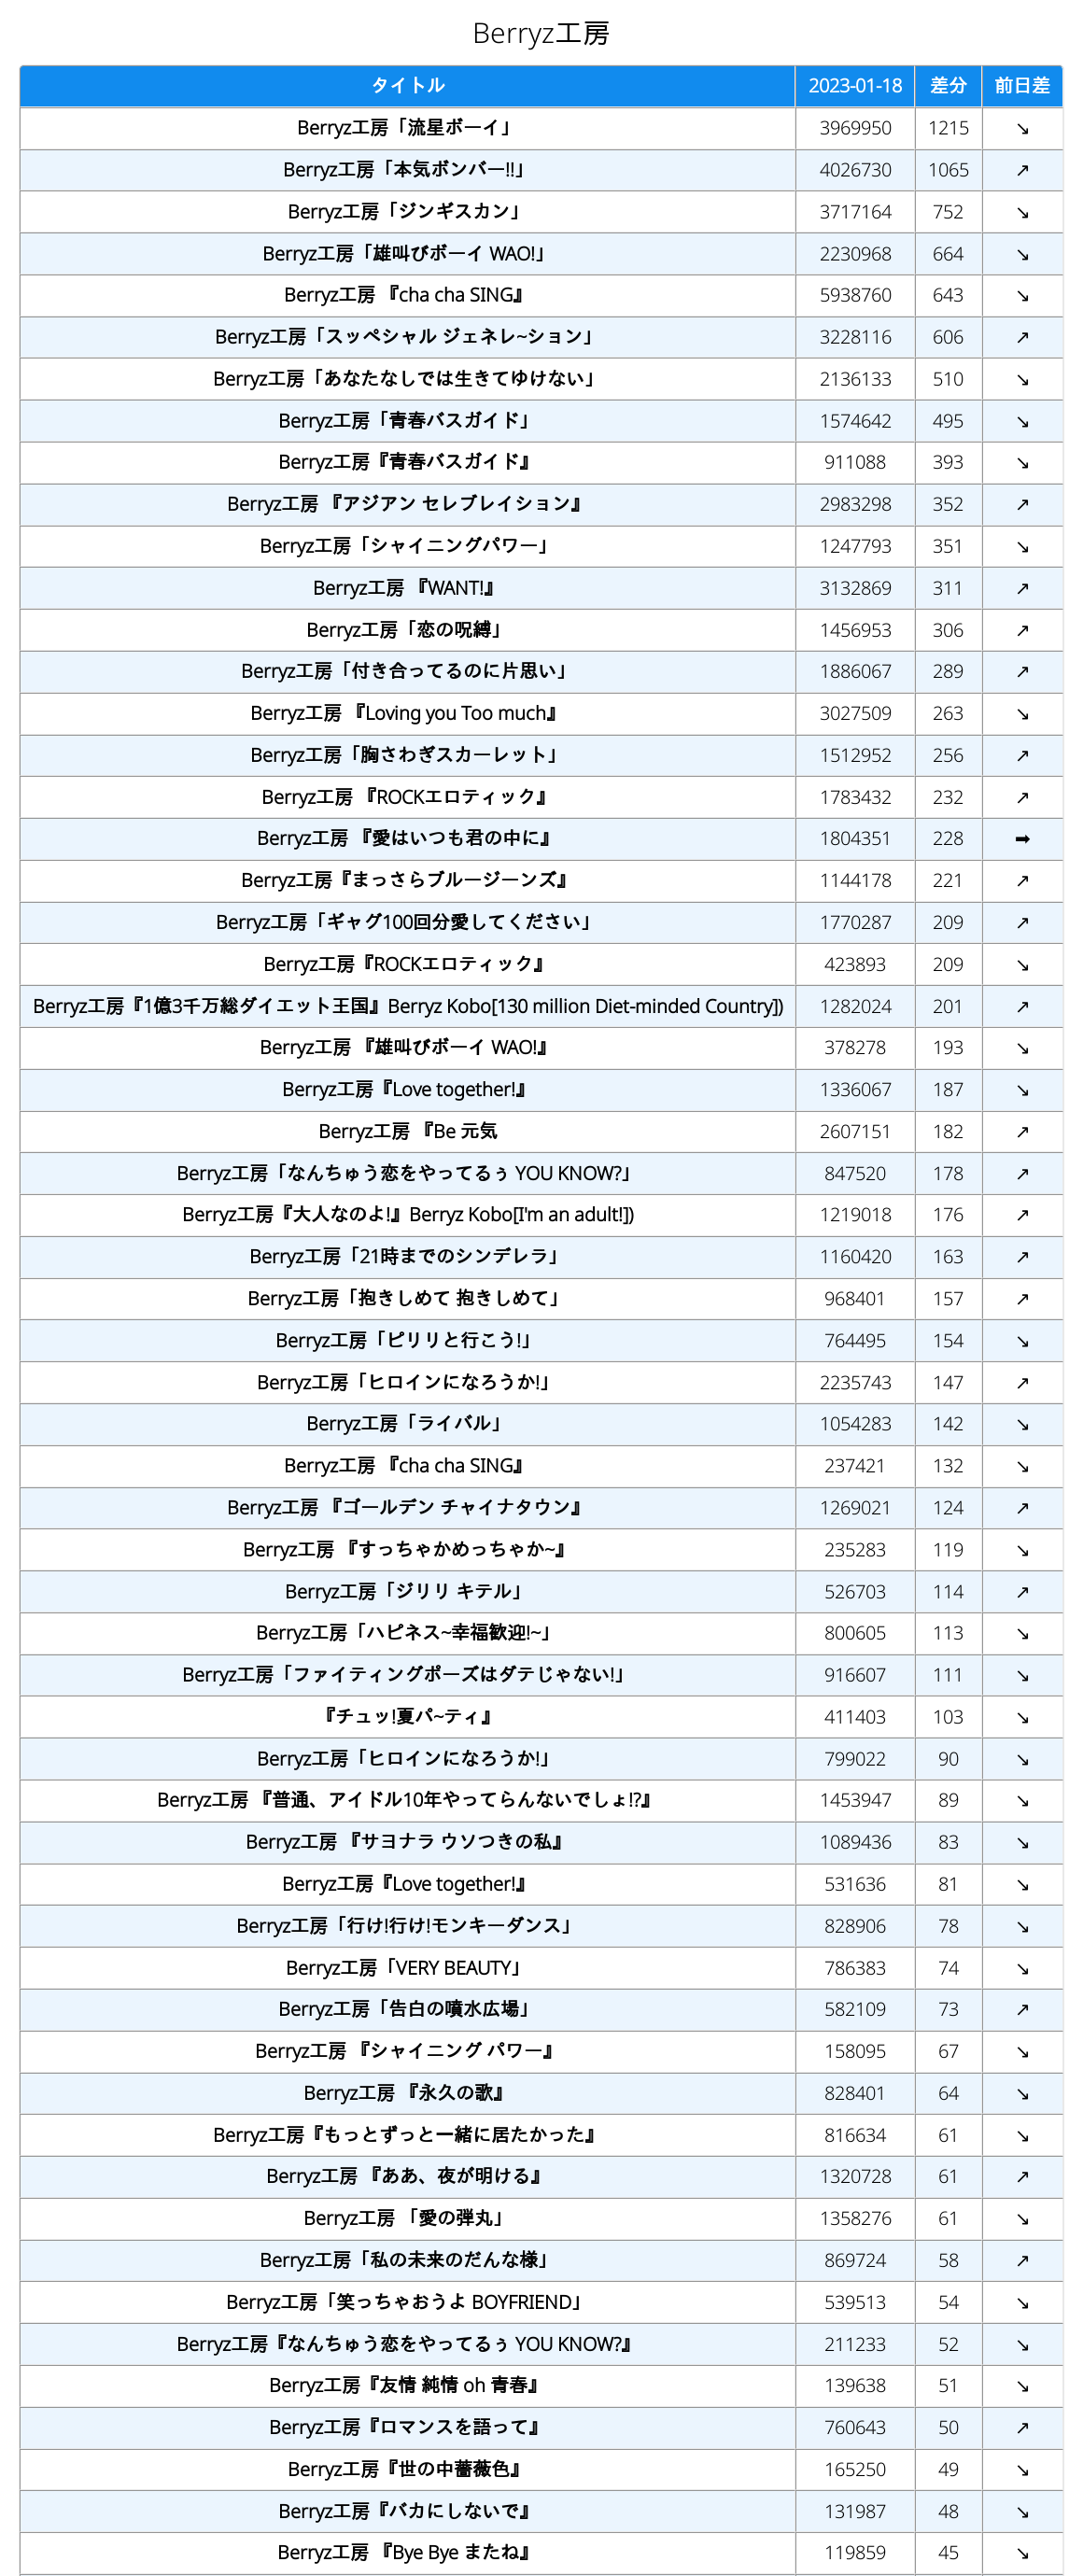 Berryz工房
タイトル 2023-01-18 差分 前日差
Berryz工房「流星ボーイ」 3969950 1215 ↘
Berryz工房「本気ボンバー!!」 4026730 1065 ↗
Berryz工房「ジンギスカン」 3717164 752 ↘
Berryz工房「雄叫びボーイ WAO!」 2230968 664 ↘
Berryz工房 『cha cha SING』 5938760 643 ↘
Berryz工房「スッペシャル ジェネレ~ション」 3228116 606 ↗
Berryz工房「あなたなしでは生きてゆけない」 2136133 510 ↘
Berryz工房「青春バスガイド」 1574642 495 ↘
Berryz工房『青春バスガイド』 911088 393 ↘
Berryz工房 『アジアン セレブレイション』 2983298 352 ↗
Berryz工房「シャイニングパワー」 1247793 351 ↘
Berryz工房 『WANT!』 3132869 311 ↗
Berryz工房「恋の呪縛」 1456953 306 ↗
Berryz工房「付き合ってるのに片思い」 1886067 289 ↗
Berryz工房 『Loving you Too much』 3027509 263 ↘
Berryz工房「胸さわぎスカーレット」 1512952 256 ↗
Berryz工房 『ROCKエロティック』 1783432 232 ↗
Berryz工房 『愛はいつも君の中に』 1804351 228 ➡
Berryz工房『まっさらブルージーンズ』 1144178 221 ↗
Berryz工房「ギャグ100回分愛してください」 1770287 209 ↗
Berryz工房『ROCKエロティック』 423893 209 ↘
Berryz工房『1億3千万総ダイエット王国』Berryz Kobo[130 million Diet-minded Country]) 1282024 201 ↗
Berryz工房 『雄叫びボーイ WAO!』 378278 193 ↘
Berryz工房『Love together!』 1336067 187 ↘
Berryz工房 『Be 元気 2607151 182 ↗
Berryz工房「なんちゅう恋をやってるぅ YOU KNOW?」 847520 178 ↗
Berryz工房『大人なのよ!』Berryz Kobo[I'm an adult!]) 1219018 176 ↗
Berryz工房「21時までのシンデレラ」 1160420 163 ↗
Berryz工房「抱きしめて 抱きしめて」 968401 157 ↗
Berryz工房「ピリリと行こう!」 764495 154 ↘
Berryz工房「ヒロインになろうか!」 2235743 147 ↗
Berryz工房「ライバル」 1054283 142 ↘
Berryz工房 『cha cha SING』 237421 132 ↘
Berryz工房 『ゴールデン チャイナタウン』 1269021 124 ↗
Berryz工房 『すっちゃかめっちゃか~』 235283 119 ↘
Berryz工房「ジリリ キテル」 526703 114 ↗
Berryz工房「ハピネス~幸福歓迎!~」 800605 113 ↘
Berryz工房「ファイティングポーズはダテじゃない!」 916607 111 ↘
『チュッ!夏パ~ティ』 411403 103 ↘
Berryz工房「ヒロインになろうか!」 799022 90 ↘
Berryz工房 『普通、アイドル10年やってらんないでしょ!?』 1453947 89 ↘
Berryz工房 『サヨナラ ウソつきの私』 1089436 83 ↘
Berryz工房『Love together!』 531636 81 ↘
Berryz工房「行け!行け!モンキーダンス」 828906 78 ↘
Berryz工房「VERY BEAUTY」 786383 74 ↘
Berryz工房「告白の噴水広場」 582109 73 ↗
Berryz工房 『シャイニング パワー』 158095 67 ↘
Berryz工房 『永久の歌』 828401 64 ↘
Berryz工房『もっとずっと一緒に居たかった』 816634 61 ↘
Berryz工房 『ああ、夜が明ける』 1320728 61 ↗
Berryz工房 「愛の弾丸」 1358276 61 ↘
Berryz工房「私の未来のだんな様」 869724 58 ↗
Berryz工房「笑っちゃおうよ BOYFRIEND」 539513 54 ↘
Berryz工房『なんちゅう恋をやってるぅ YOU KNOW?』 211233 52 ↘
Berryz工房『友情 純情 oh 青春』 139638 51 ↘
Berryz工房『ロマンスを語って』 760643 50 ↗
Berryz工房『世の中薔薇色』 165250 49 ↘
Berryz工房『バカにしないで』 131987 48 ↘
Berryz工房 『Bye Bye またね』 119859 45 ↘